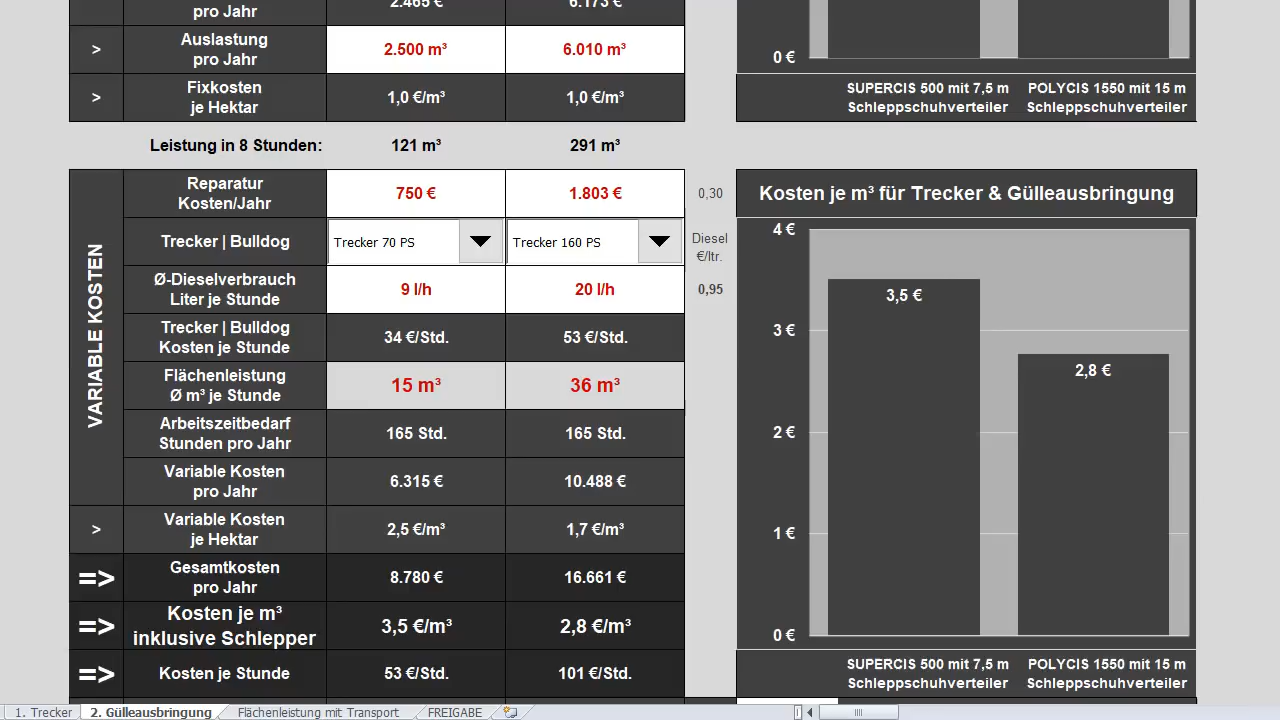 pro Jahr 2.465 € 6.173 €
Auslastung
> 2.500 m³ 6.010 m³
pro Jahr
Fixkosten
> 1,0 €/m³ 1,0 €/m³
je Hektar
Leistung in 8 Stunden: 121 m³ 291 m³
VARIABLE KOSTEN
Reparatur
750 € 1.803 € 0,30
Kosten/Jahr
Trecker | Bulldog Trecker 70 PS Trecker 160 PS Diesel
€/ltr.
Ø-Dieselverbrauch
9 l/h 20 l/h 0,95
Liter je Stunde
Trecker | Bulldog
34 €/Std. 53 €/Std.
Kosten je Stunde
Flächenleistung
15 m³ 36 m³
Ø m³ je Stunde
Arbeitszeitbedarf
165 Std. 165 Std.
Stunden pro Jahr
Variable Kosten
6.315 € 10.488 €
pro Jahr
Variable Kosten
> 2,5 €/m³ 1,7 €/m³
je Hektar
Gesamtkosten
=> 8.780 € 16.661 €
pro Jahr
Kosten je m³
=> 3,5 €/m³ 2,8 €/m³
inklusive Schlepper
=> Kosten je Stunde 53 €/Std. 101 €/Std.
0 €
SUPERCIS 500 mit 7,5 m POLYCIS 1550 mit 15 m
Schleppschuhverteiler Schleppschuhverteiler
Kosten je m³ für Trecker & Gülleausbringung
4 €
3,5 €
3 €
2,8 €
2 €
1 €
0 €
SUPERCIS 500 mit 7,5 m POLYCIS 1550 mit 15 m
Schleppschuhverteiler Schleppschuhverteiler
1. Trecker 2. Gülleausbringung Flächenleistung mit Transport FREIGABE